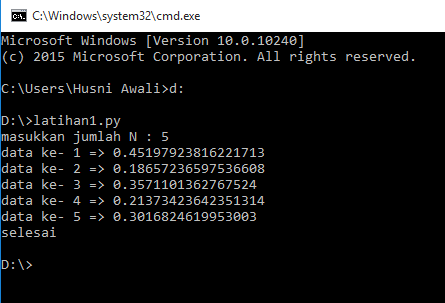 C:\Windows\system32\cmd.exe
Microsoft Windows [Version 10.0.10240]
(c) 2015 Microsoft Corporation. All rights reserved.
C:\Users\Husni Awali>d:
D:\>latihan1.py
masukkan jumlah N : 5
data ke- 1 => 0.45197923816221713
data ke- 2 => 0.18657236597536608
data ke- 3 => 0.3571101362767524
data ke- 4 => 0.21373423642351314
data ke- 5 => 0.3016824619953003
selesai
D:\>